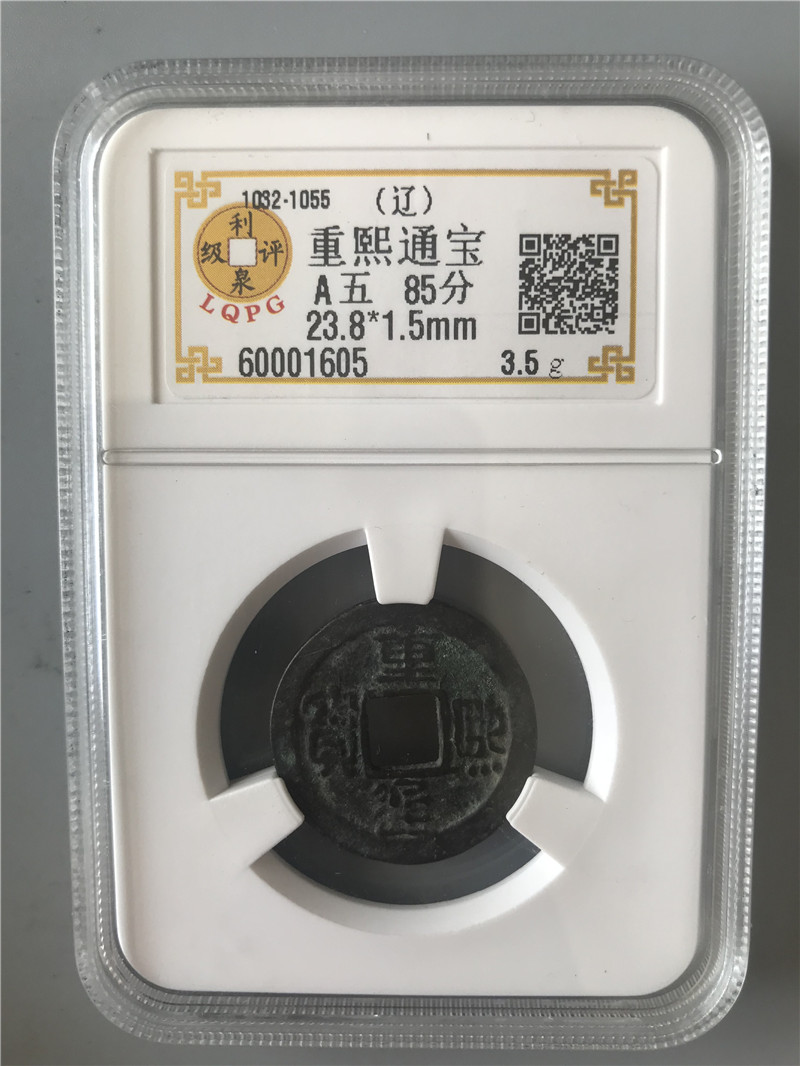 1032-1055 （辽）
利泉评级
LQPG
重熙通宝
A五 85分
23.8*1.5mm
60001605 3.5 g
重熙通寳